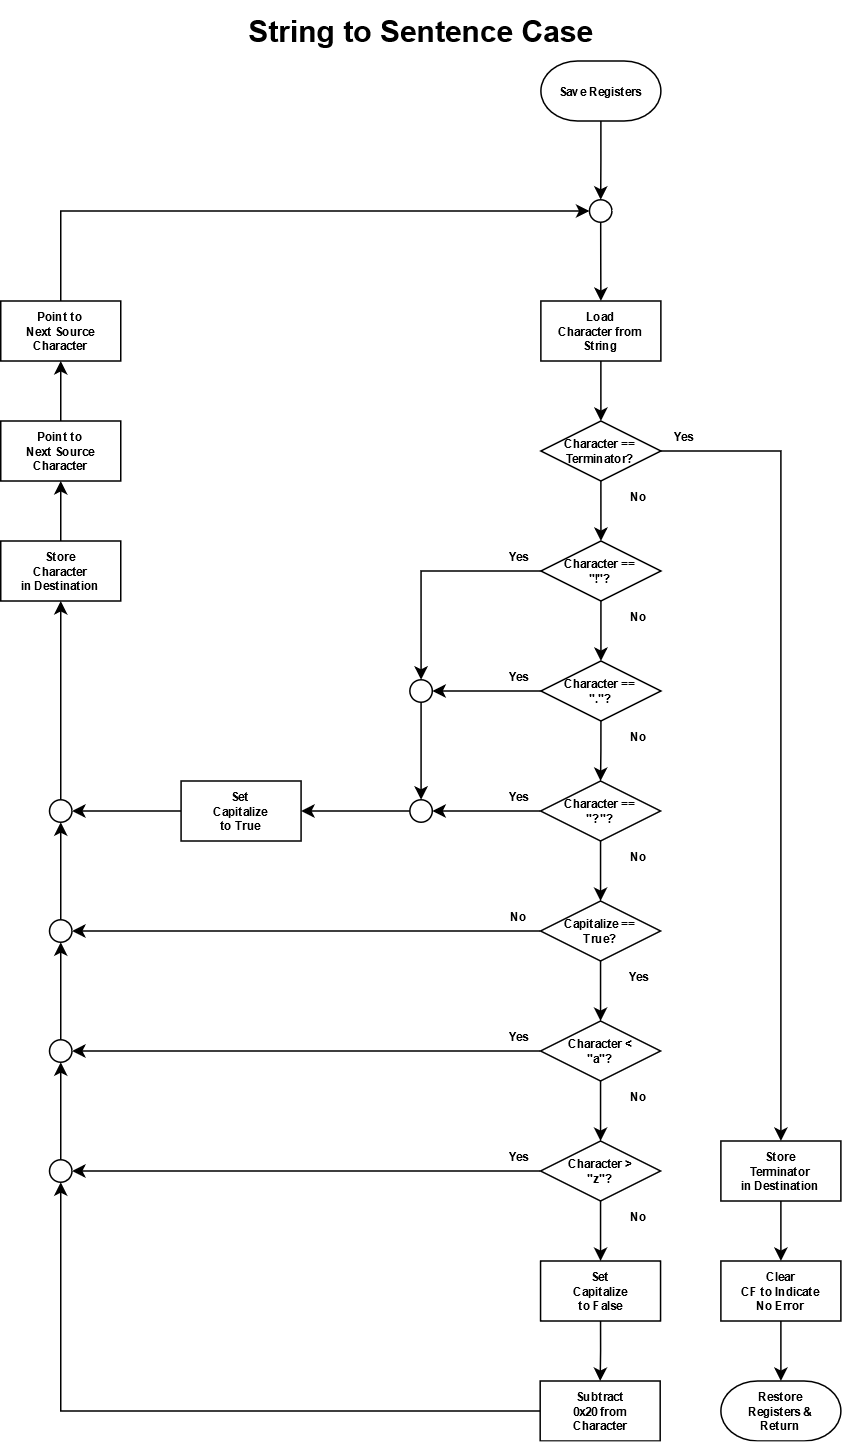 String to Sentence Case
Save Registers
Point to
Next Source
Character
Load
Character from
String
Point to
Next Source
Character
Character ==
Terminator?
Yes
No
Store
Character
in Destination
Yes
Character ==
"!"?
No
Yes
Character ==
"."?
No
Set
Capitalize
to True
Yes
Character ==
"?"?
No
No
Capitalize ==
True?
Yes
Yes
Character <
"a"?
No
Yes
Character >
"z"?
No
Store
Terminator
in Destination
Set
Capitalize
to False
Clear
CF to Indicate
No Error
Subtract
0x20 from
Character
Restore
Registers &
Return